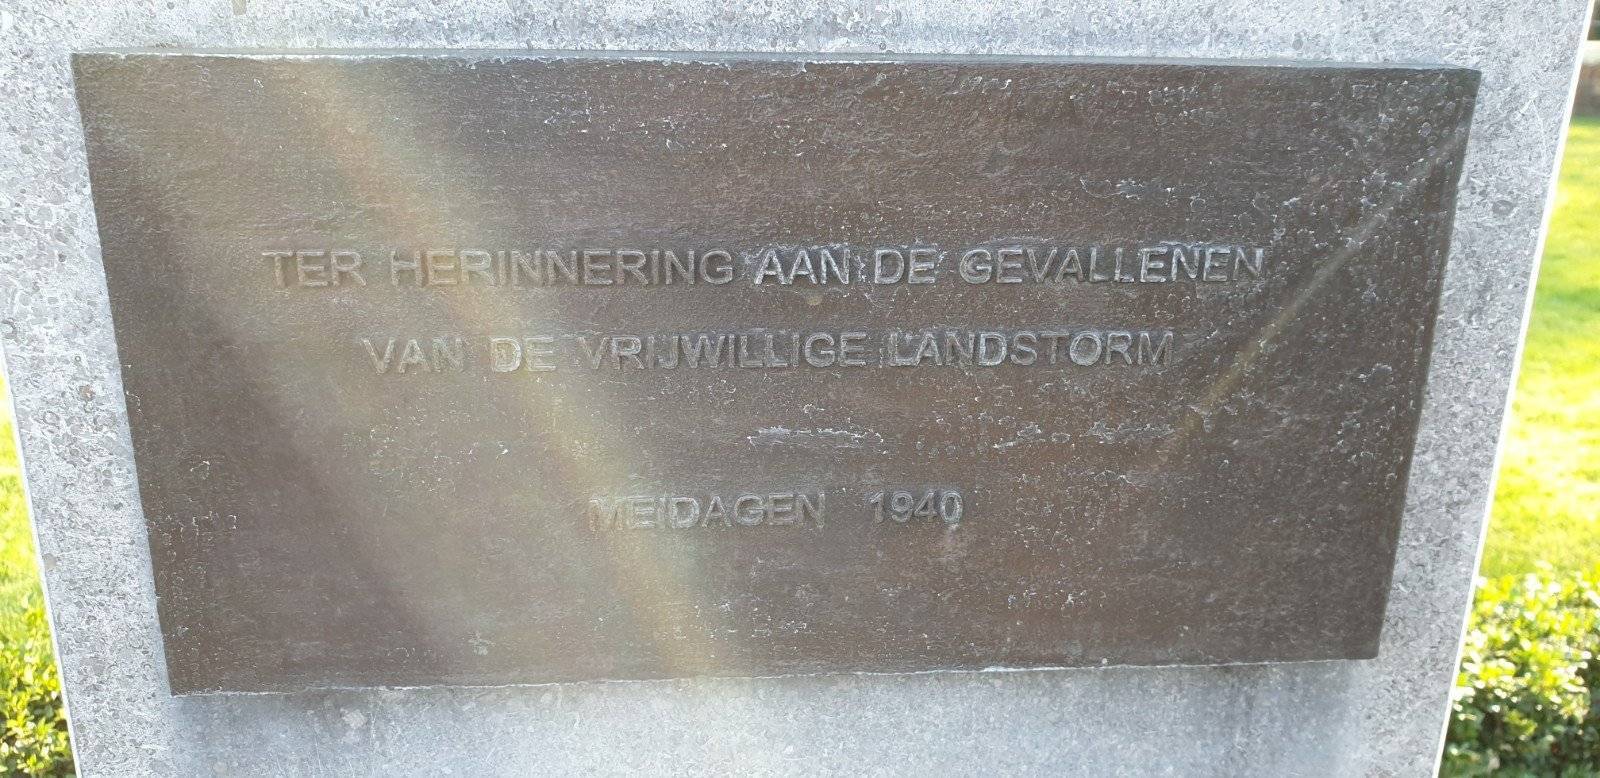 TER HERINNERING AAN DE GEVALLENEN
VAN DE VRIJWILLIGE LANDSTORM
MEIDAGEN 1940